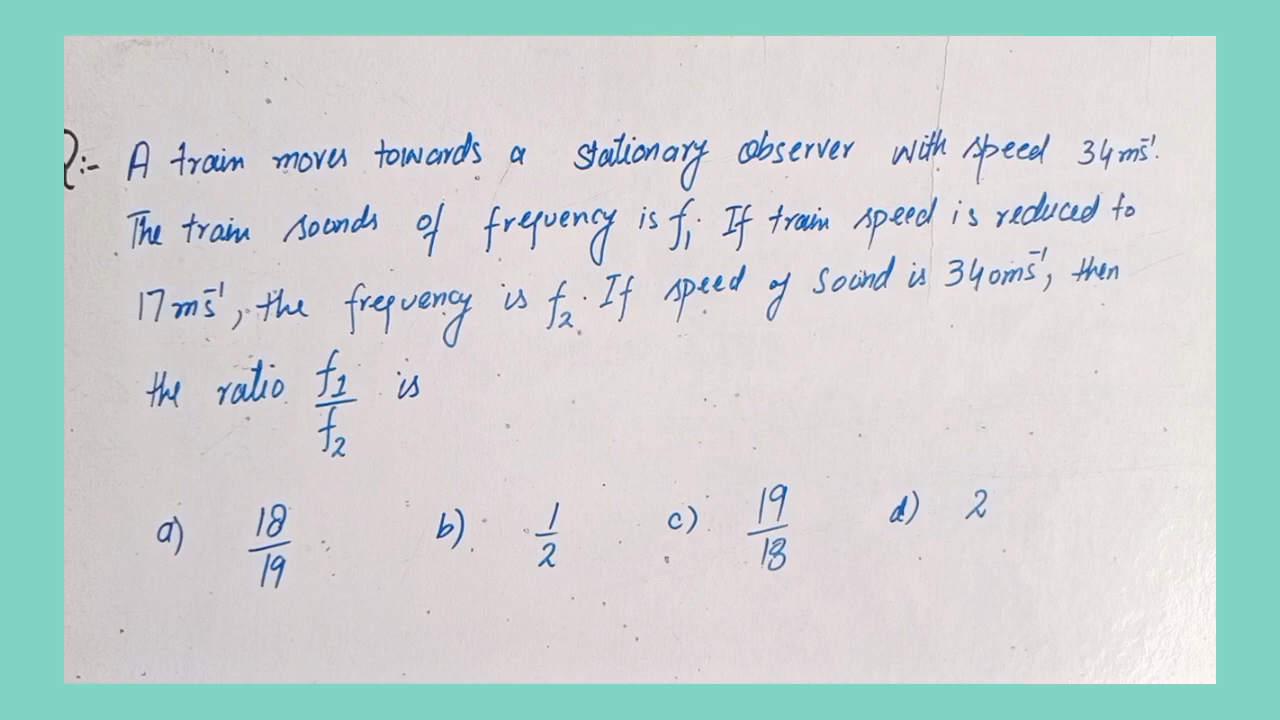 Q:- A train moves towards a stationary observer with speed 34 ms⁻¹.
The train sounds of frequency is f₁. If train speed is reduced to
17 ms⁻¹, the frequency is f₂. If speed of sound is 340ms⁻¹, then
the ratio f₁/f₂ is
a) 18/19 b) 1/2 c) 19/18 d) 2